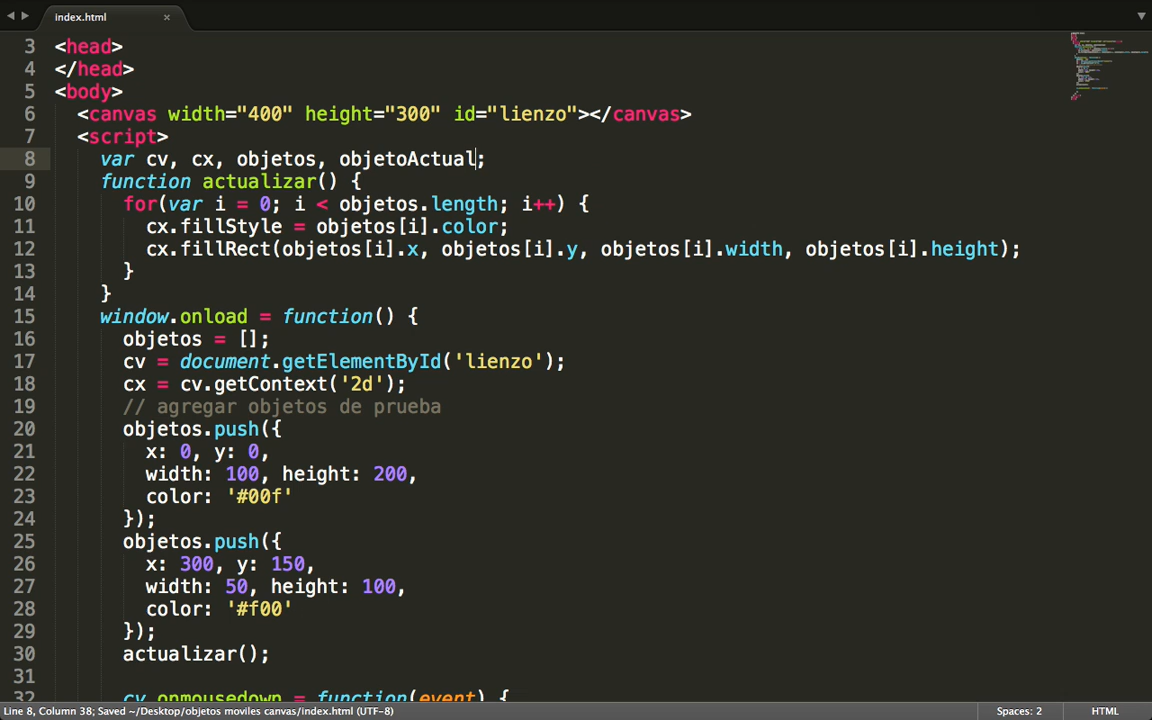 index.html
3 <head>
4 </head>
5 <body>
6 <canvas width="400" height="300" id="lienzo"></canvas>
7 <script>
8 var cv, cx, objetos, objetoActual;
9 function actualizar() {
10 for(var i = 0; i < objetos.length; i++) {
11 cx.fillStyle = objetos[i].color;
12 cx.fillRect(objetos[i].x, objetos[i].y, objetos[i].width, objetos[i].height);
13 }
14 }
15 window.onload = function() {
16 objetos = [];
17 cv = document.getElementById('lienzo');
18 cx = cv.getContext('2d');
19 // agregar objetos de prueba
20 objetos.push({
21 x: 0, y: 0,
22 width: 100, height: 200,
23 color: '#00f'
24 });
25 objetos.push({
26 x: 300, y: 150,
27 width: 50, height: 100,
28 color: '#f00'
29 });
30 actualizar();
31
32 cv.onmousedown = function(event) {
Line 8, Column 38; Saved ~/Desktop/objetos moviles canvas/index.html (UTF-8) Spaces: 2 HTML